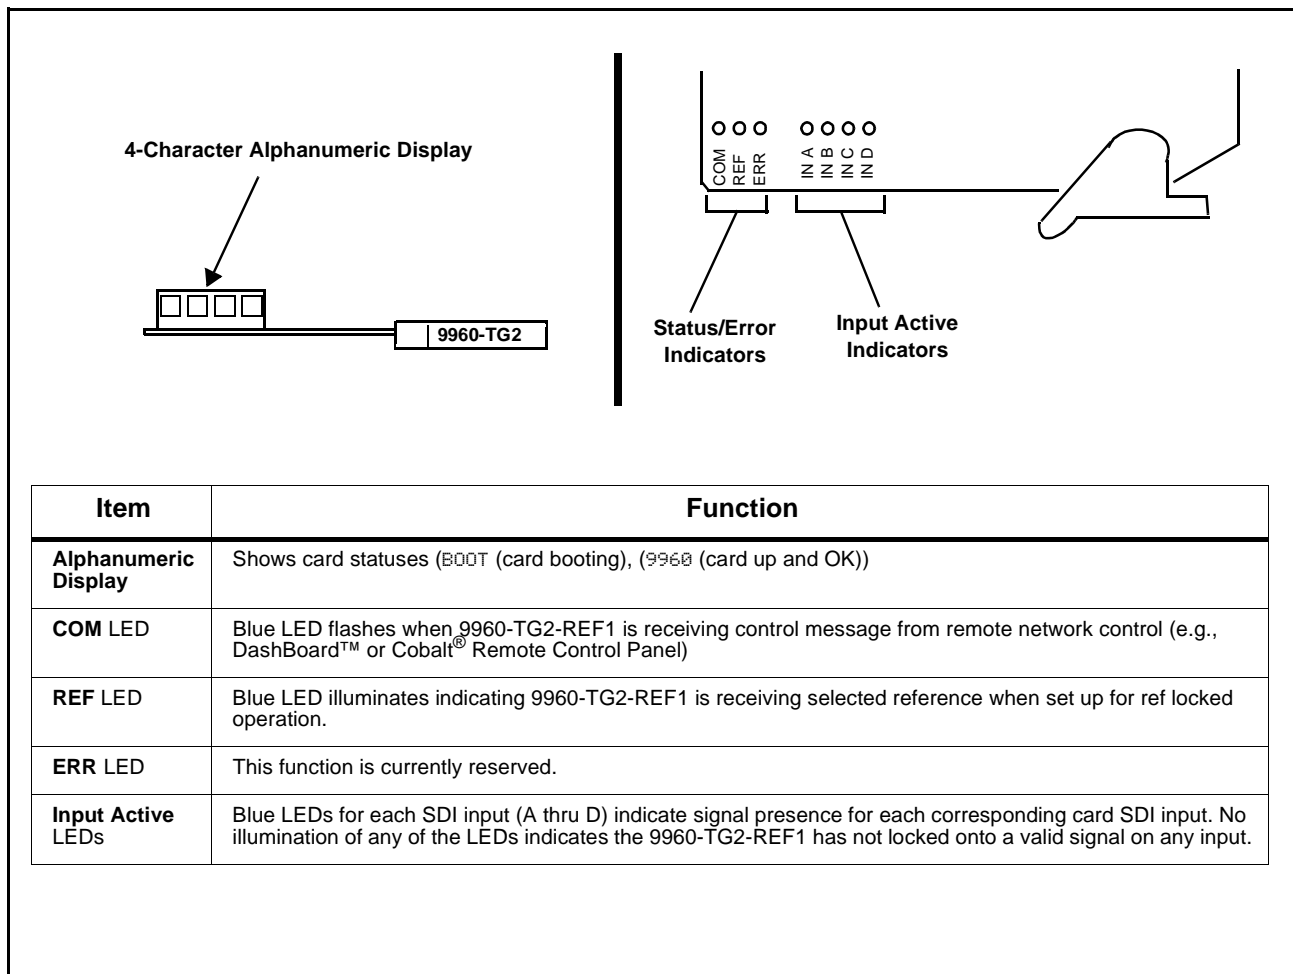 4-Character Alphanumeric Display
9960-TG2
COM
REF
ERR
IN A
IN B
IN C
IN D
Status/Error
Indicators
Input Active
Indicators
Item
Function
Alphanumeric
Display
Shows card statuses (BOOT (card booting), (9960 (card up and OK))
COM LED
Blue LED flashes when 9960-TG2-REF1 is receiving control message from remote network control (e.g.,
DashBoard™ or Cobalt® Remote Control Panel)
REF LED
Blue LED illuminates indicating 9960-TG2-REF1 is receiving selected reference when set up for ref locked
operation.
ERR LED
This function is currently reserved.
Input Active
LEDs
Blue LEDs for each SDI input (A thru D) indicate signal presence for each corresponding card SDI input. No
illumination of any of the LEDs indicates the 9960-TG2-REF1 has not locked onto a valid signal on any input.